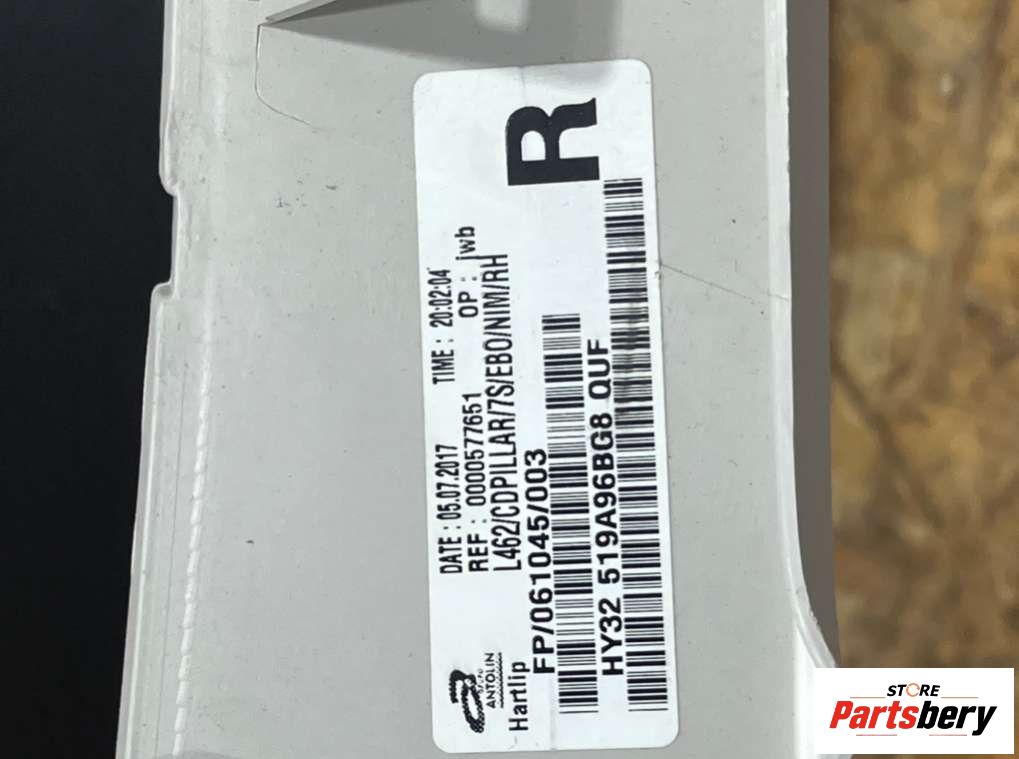 R
DATE : 05.07.2017 TIME : 20:02:04
REF : 0000577651 OP : jwb
L462/CDPILLAR/7S/EBO/NIM/RH
FP/061045/003
HY32 519A96BG8 QUF
ANTOLIN
Hartlip
STORE
Partsbery